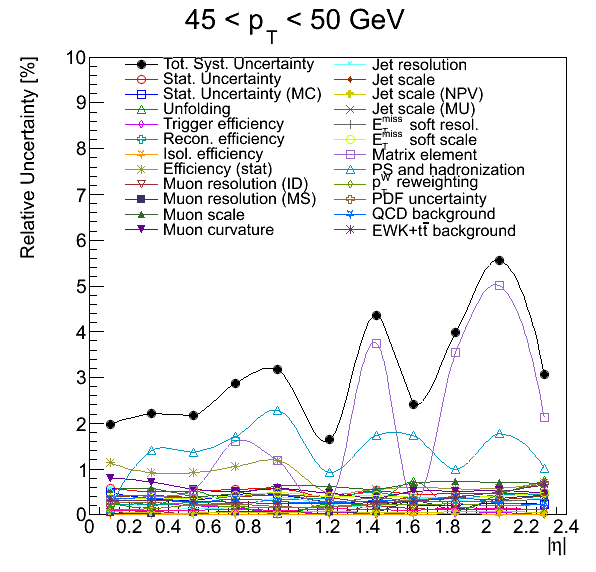 45 < p_T < 50 GeV
Relative Uncertainty [%]
10
9
8
7
6
5
4
3
2
1
0
Tot. Syst. Uncertainty
Stat. Uncertainty
Stat. Uncertainty (MC)
Unfolding
Trigger efficiency
Recon. efficiency
Isol. efficiency
Efficiency (stat)
Muon resolution (ID)
Muon resolution (MS)
Muon scale
Muon curvature
Jet resolution
Jet scale
Jet scale (NPV)
Jet scale (MU)
E_T^miss soft resol.
E_T^miss soft scale
Matrix element
PS and hadronization
p_T^W reweighting
PDF uncertainty
QCD background
EWK+tt̄ background
0 0.2 0.4 0.6 0.8 1 1.2 1.4 1.6 1.8 2 2.2 2.4
|η|